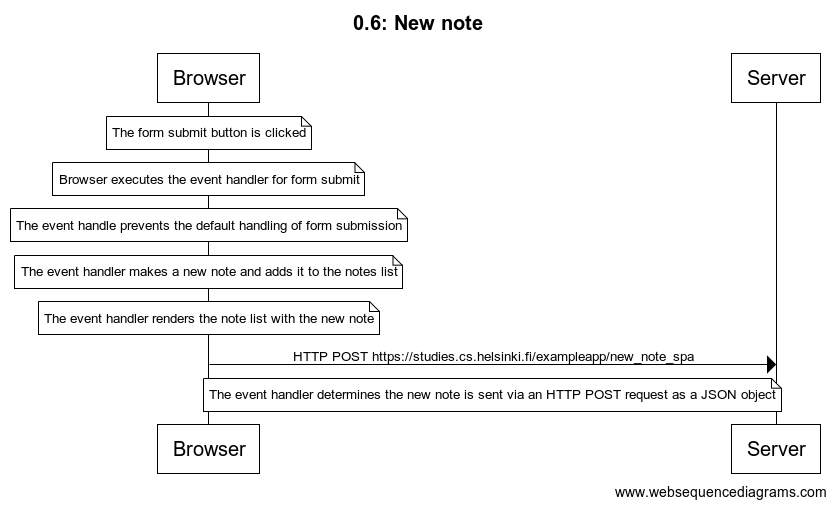 0.6: New note
Browser
Server
The form submit button is clicked
Browser executes the event handler for form submit
The event handle prevents the default handling of form submission
The event handler makes a new note and adds it to the notes list
The event handler renders the note list with the new note
HTTP POST https://studies.cs.helsinki.fi/exampleapp/new_note_spa
The event handler determines the new note is sent via an HTTP POST request as a JSON object
Browser
Server
www.websequencediagrams.com